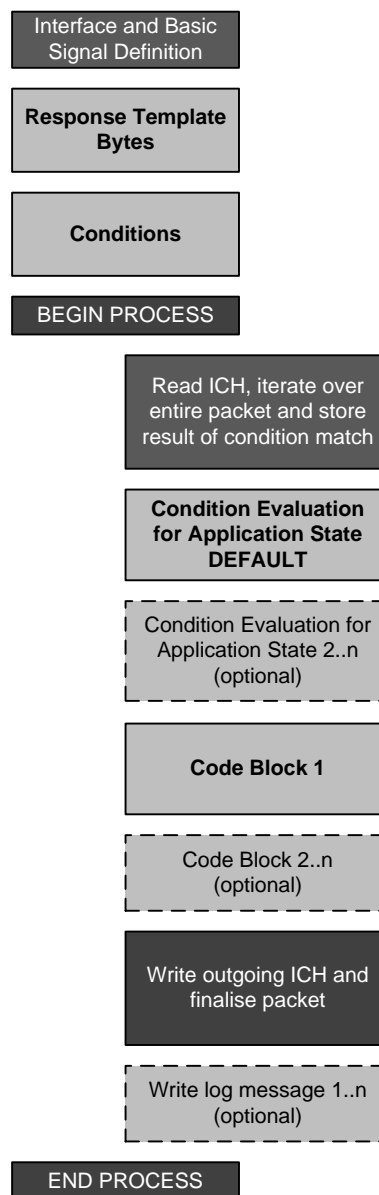 Interface and Basic
Signal Definition
Response Template
Bytes
Conditions
BEGIN PROCESS
Read ICH, iterate over
entire packet and store
result of condition match
Condition Evaluation
for Application State
DEFAULT
Condition Evaluation for
Application State 2..n
(optional)
Code Block 1
Code Block 2..n
(optional)
Write outgoing ICH and
finalise packet
Write log message 1..n
(optional)
END PROCESS